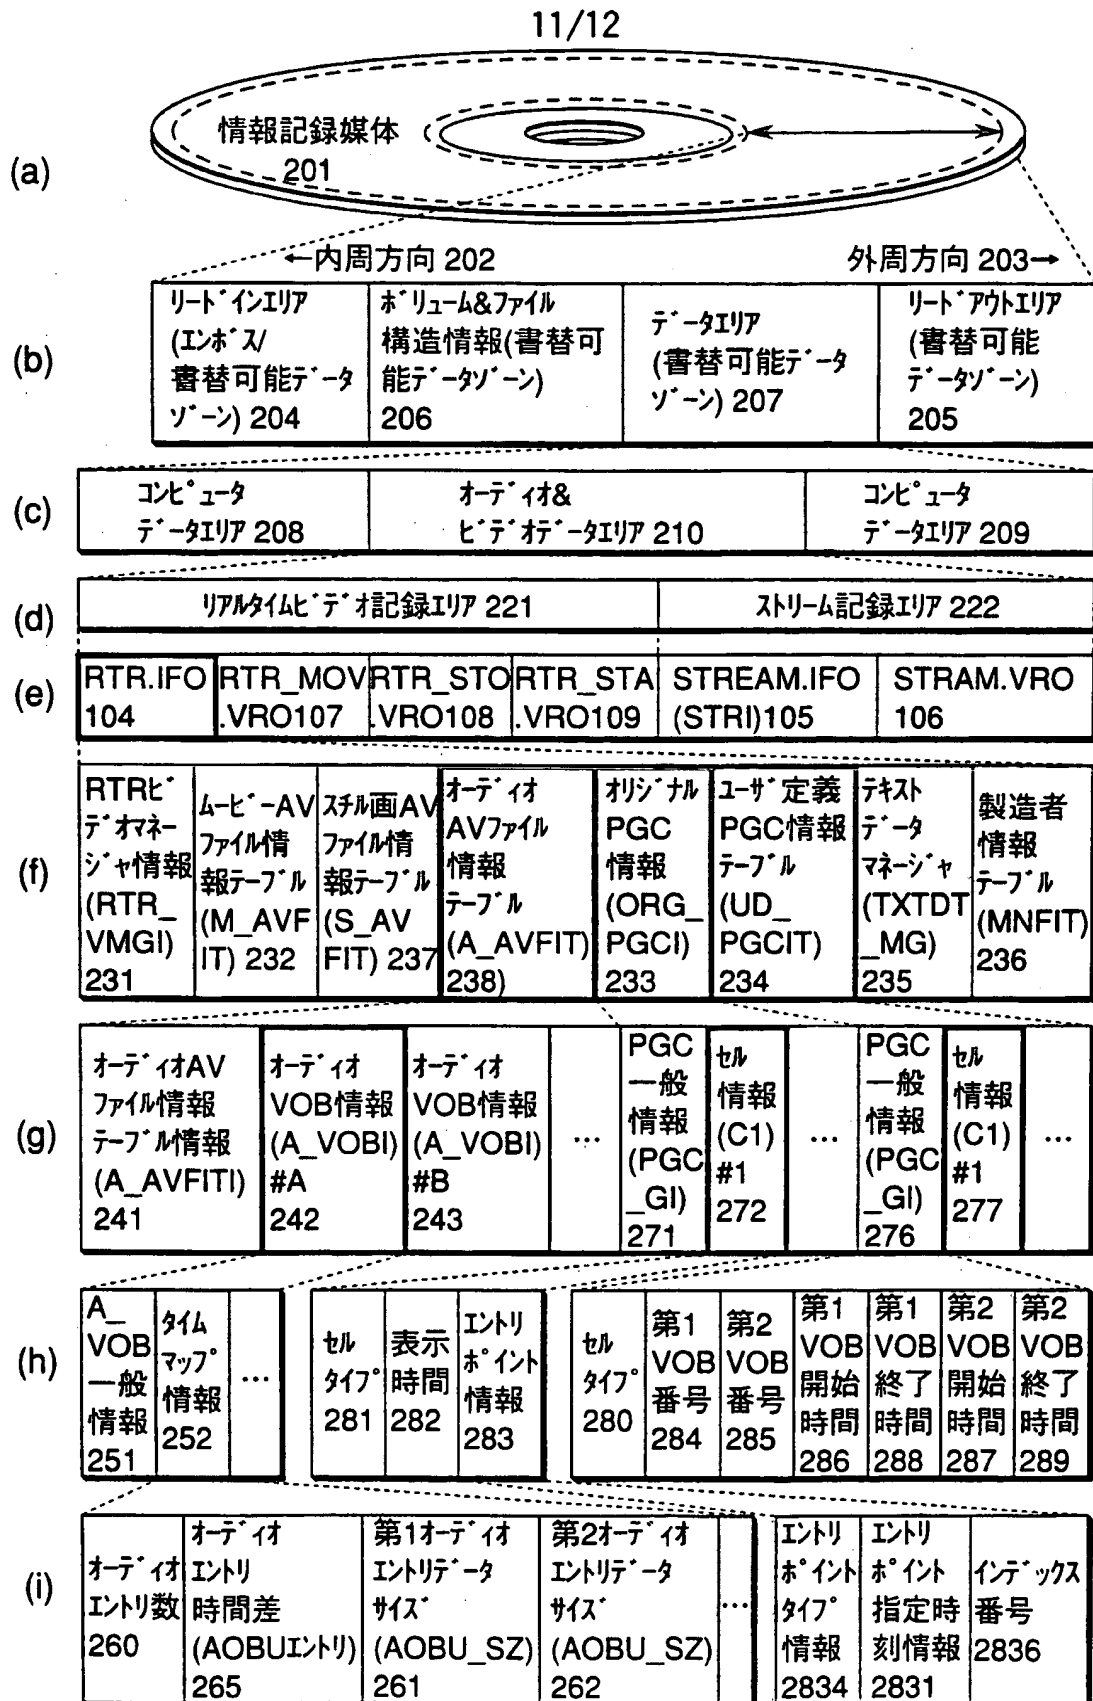 11/12
(a)
情報記録媒体
201
←内周方向 202
外周方向 203→
(b)
リードインエリア
(エンボス/
書替可能データ
ゾーン) 204
ボリューム&ファイル
構造情報(書替可
能データゾーン)
206
データエリア
(書替可能データ
ゾーン) 207
リードアウトエリア
(書替可能
データゾーン)
205
(c)
コンピュータ
データエリア 208
オーディオ&
ビデオデータエリア 210
コンピュータ
データエリア 209
(d)
リアルタイムビデオ記録エリア 221
ストリーム記録エリア 222
(e)
RTR.IFO
104
RTR_MOV
.VRO107
RTR_STO
.VRO108
RTR_STA
.VRO109
STREAM.IFO
(STRI)105
STRAM.VRO
106
(f)
RTRビ
デオマネー
ジャ情報
(RTR_
VMGI)
231
ムービーAV
ファイル情
報テーブル
(M_AVF
IT) 232
スチル画AV
ファイル情
報テーブル
(S_AV
FIT) 237
オーディオ
AVファイル
情報
テーブル
(A_AVFIT)
238)
オリジナル
PGC
情報
(ORG_
PGCI)
233
ユーザ定義
PGC情報
テーブル
(UD_
PGCIT)
234
テキスト
データ
マネージャ
(TXTDT
_MG)
235
製造者
情報
テーブル
(MNFIT)
236
(g)
オーディオAV
ファイル情報
テーブル情報
(A_AVFITI)
241
オーディオ
VOB情報
(A_VOBI)
#A
242
オーディオ
VOB情報
(A_VOBI)
#B
243
…
PGC
一般
情報
(PGC
_GI)
271
セル
情報
(C1)
#1
272
…
PGC
一般
情報
(PGC
_GI)
276
セル
情報
(C1)
#1
277
…
(h)
A_
VOB
一般
情報
251
タイム
マップ
情報
252
…
セル
タイプ
281
表示
時間
282
エントリ
ポイント
情報
283
セル
タイプ
280
第1
VOB
番号
284
第2
VOB
番号
285
第1
VOB
開始
時間
286
第1
VOB
終了
時間
288
第2
VOB
開始
時間
287
第2
VOB
終了
時間
289
(i)
オーディオ
エントリ数
260
オーディオ
エントリ
時間差
(AOBUエントリ)
265
第1オーディオ
エントリデータ
サイズ
(AOBU_SZ)
261
第2オーディオ
エントリデータ
サイズ
(AOBU_SZ)
262
…
エントリ
ポイント
タイプ
情報
2834
エントリ
ポイント
指定時
刻情報
2831
インデックス
番号
2836